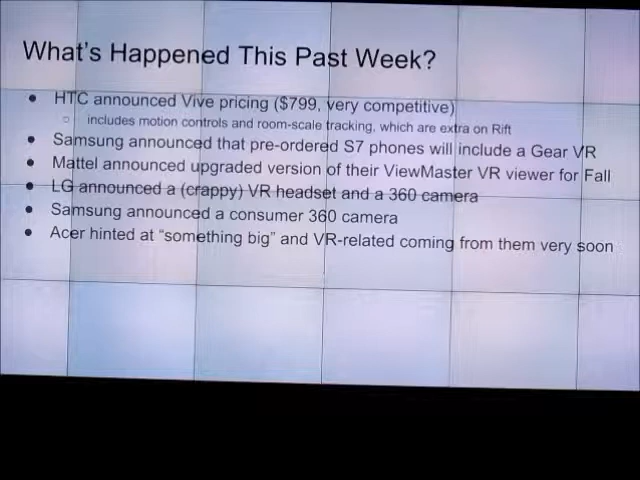 What's Happened This Past Week?
● HTC announced Vive pricing ($799, very competitive)
○ includes motion controls and room-scale tracking, which are extra on Rift
● Samsung announced that pre-ordered S7 phones will include a Gear VR
● Mattel announced upgraded version of their ViewMaster VR viewer for Fall
● LG announced a (crappy) VR headset and a 360 camera
● Samsung announced a consumer 360 camera
● Acer hinted at “something big” and VR-related coming from them very soon